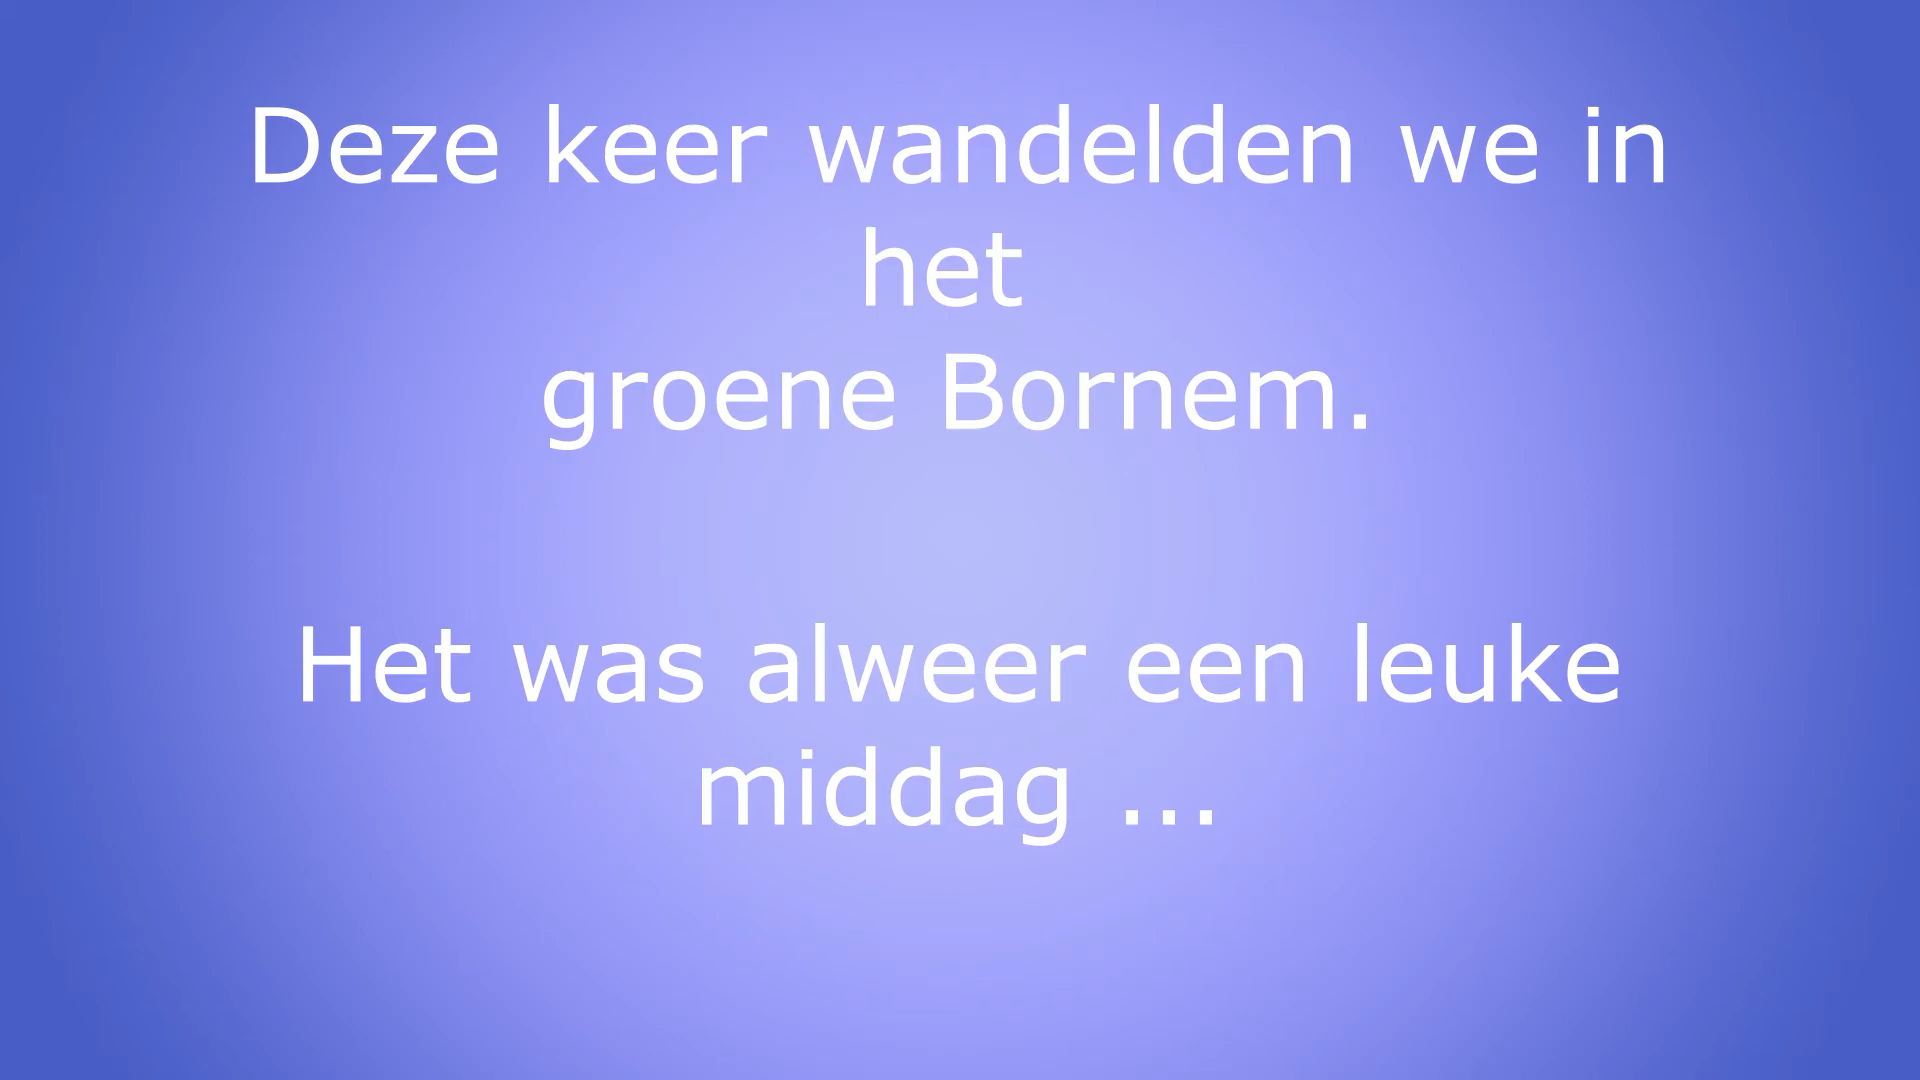 Deze keer wandelden we in
het
groene Bornem.
Het was alweer een leuke
middag ...